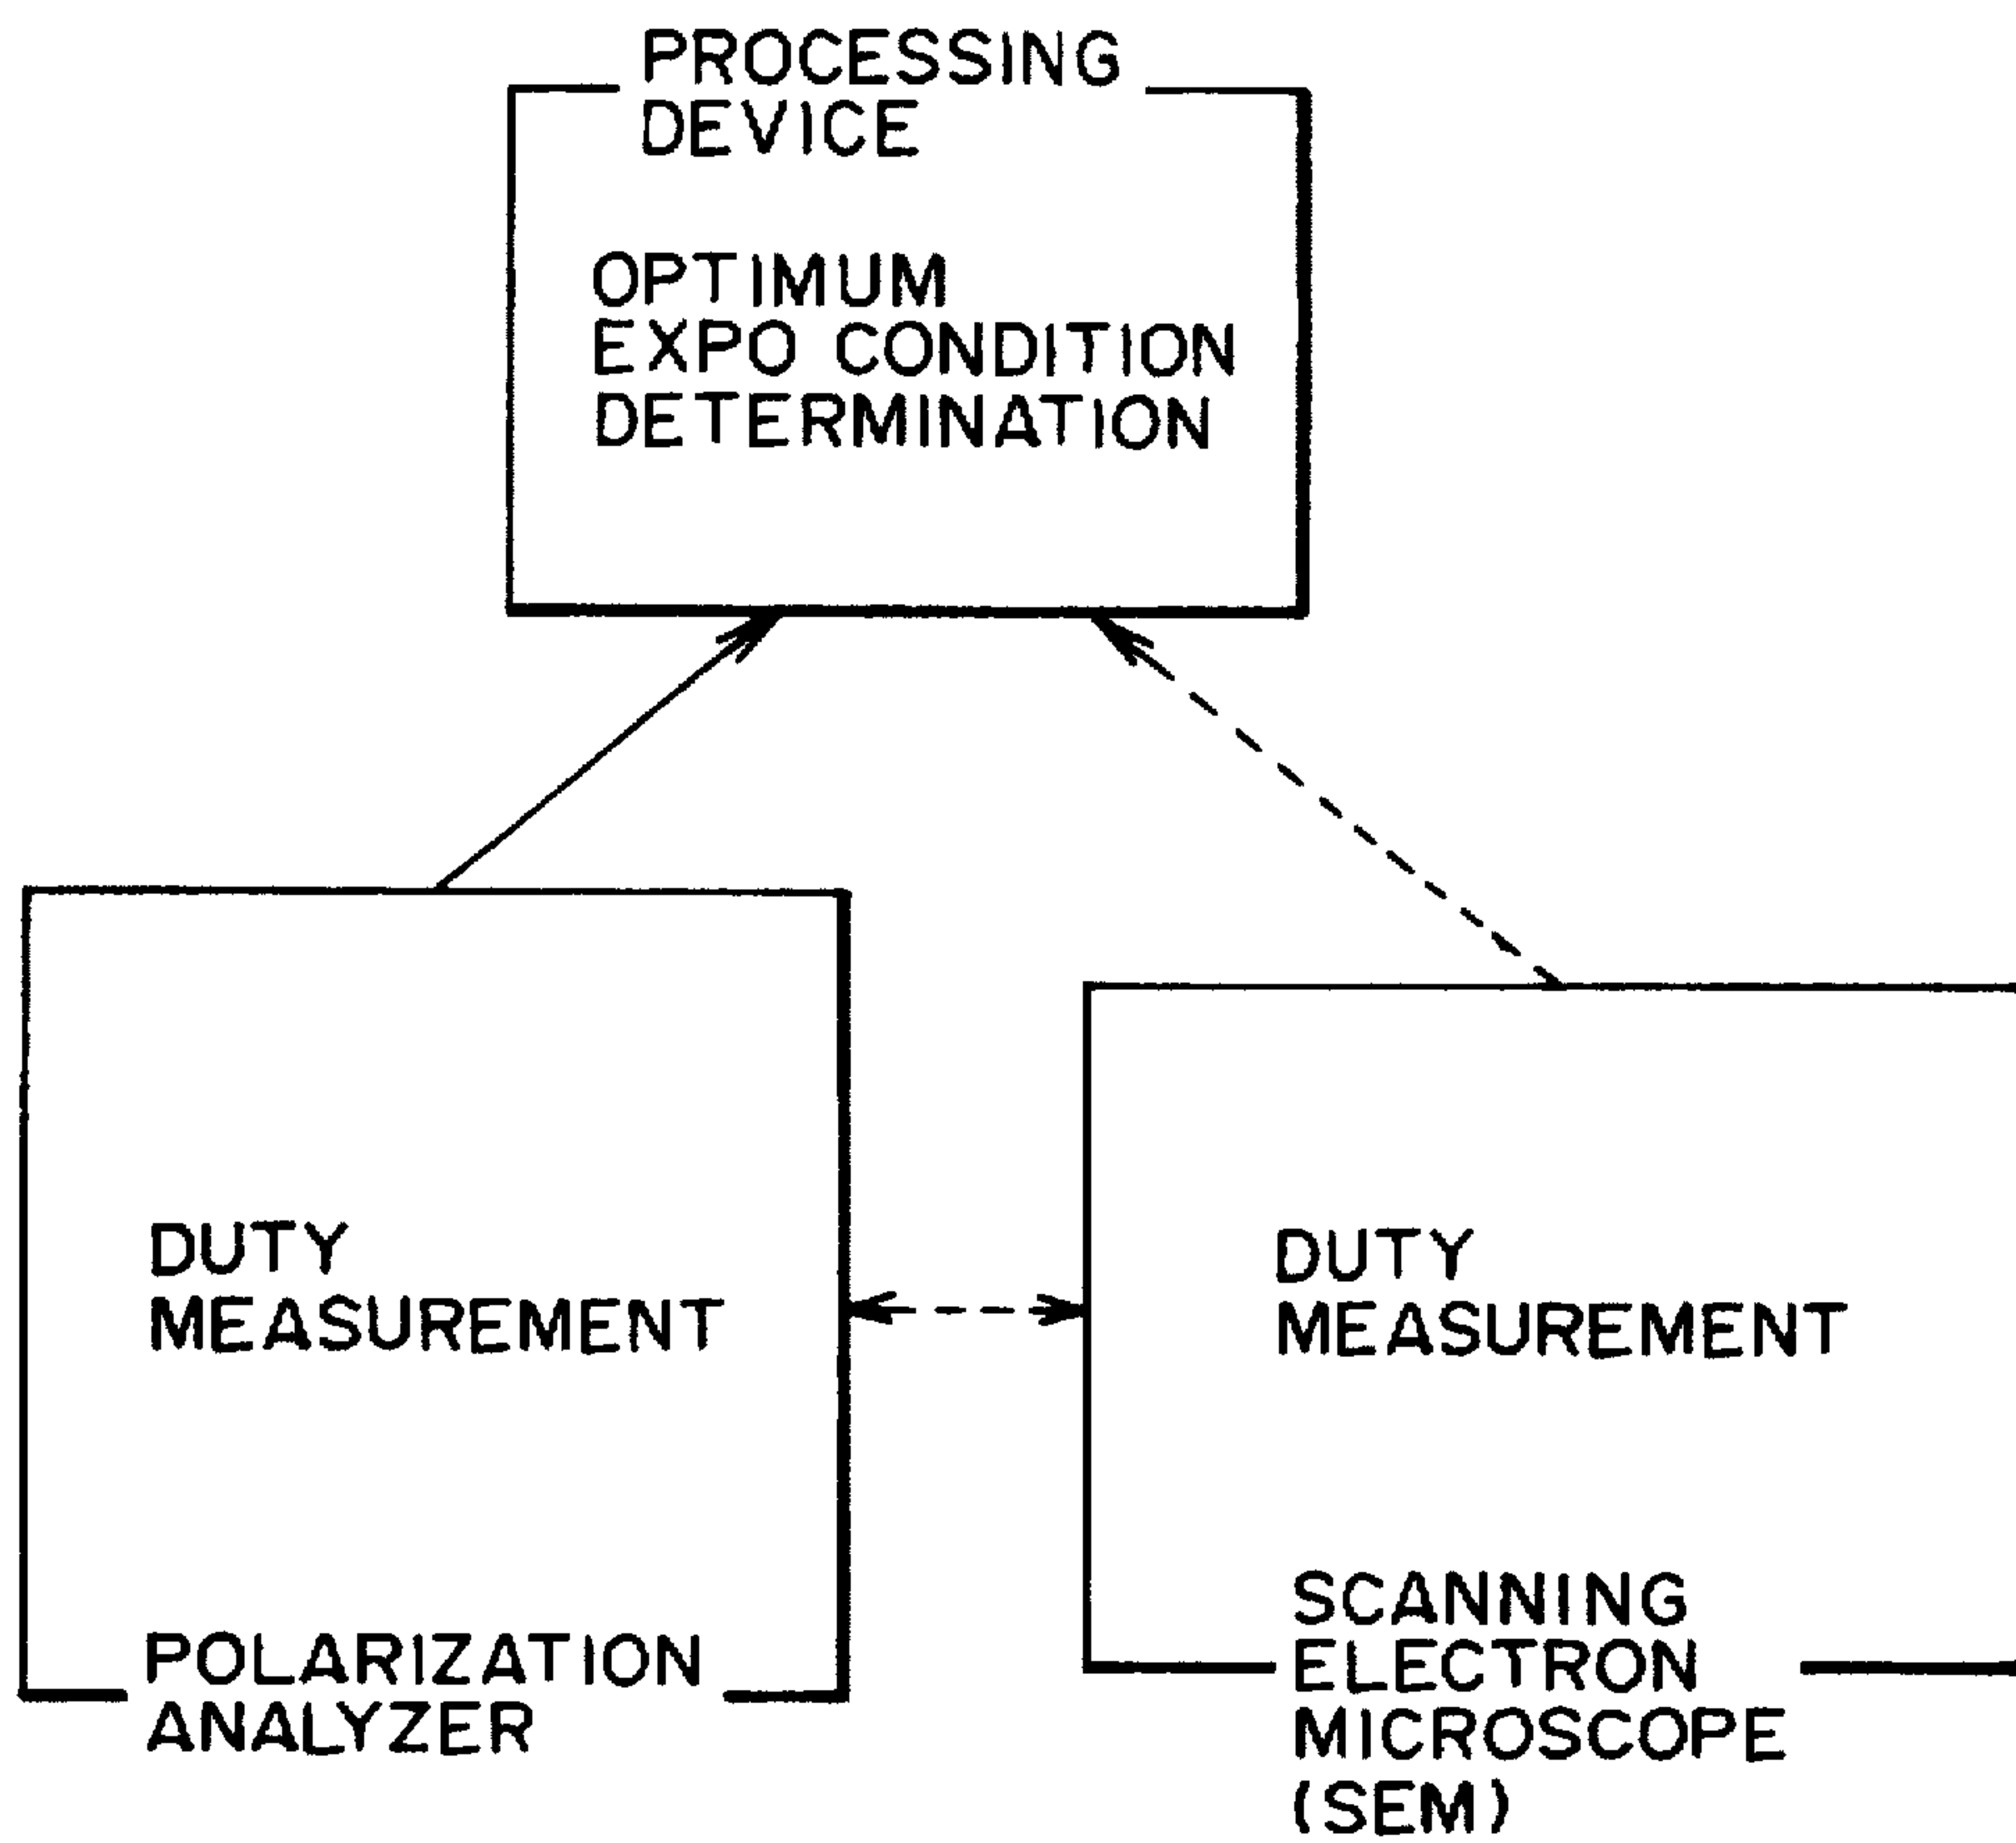 PROCESSING
DEVICE
OPTIMUM
EXPO CONDITION
DETERMINATION
DUTY
MEASUREMENT
POLARIZATION
ANALYZER
DUTY
MEASUREMENT
SCANNING
ELECTRON
MICROSCOPE
(SEM)